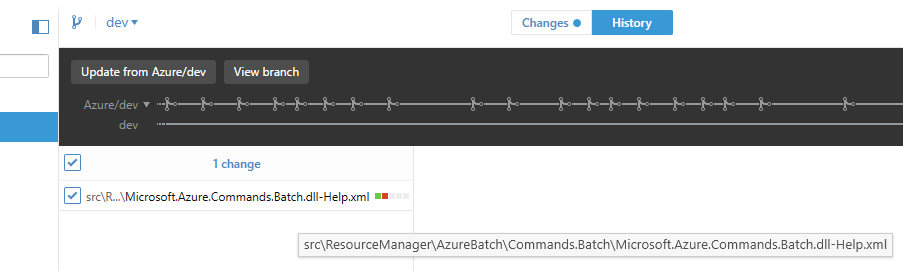 dev
Changes
History
Update from Azure/dev
View branch
Azure/dev
dev
1 change
src\R...\Microsoft.Azure.Commands.Batch.dll-Help.xml
src\ResourceManager\AzureBatch\Commands.Batch\Microsoft.Azure.Commands.Batch.dll-Help.xml